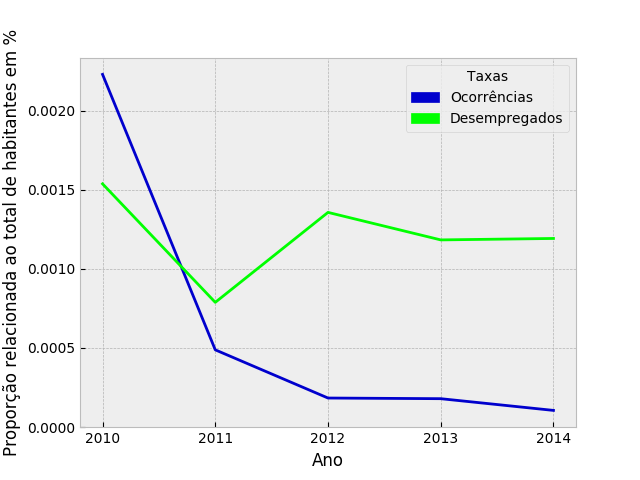 Proporção relacionada ao total de habitantes em %
0.0020
0.0015
0.0010
0.0005
0.0000
Taxas
Ocorrências
Desempregados
2010 2011 2012 2013 2014
Ano